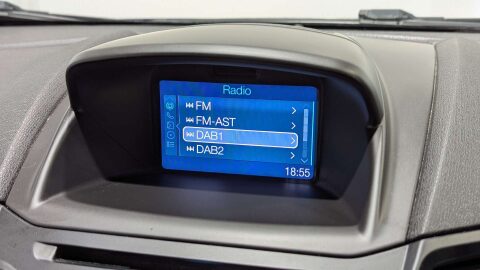 Radio
FM
FM-AST
DAB1
DAB2
18:55